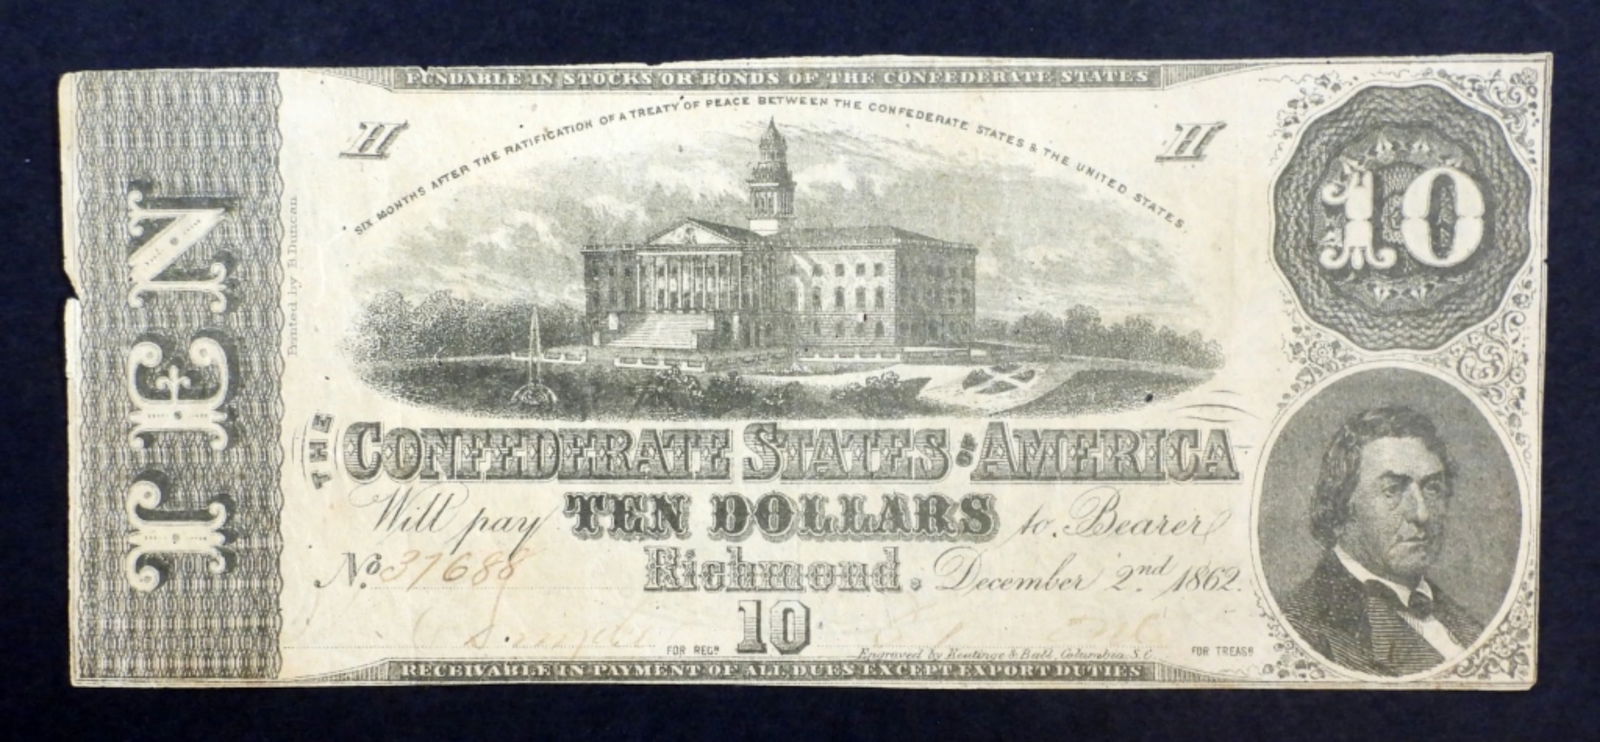 FUNDABLE IN STOCKS OR BONDS OF THE CONFEDERATE STATES
SIX MONTHS AFTER THE RATIFICATION OF A TREATY OF PEACE BETWEEN THE CONFEDERATE STATES & THE UNITED STATES
H H
10
TEN
Printed by B. Duncan
THE CONFEDERATE STATES OF AMERICA
Will pay TEN DOLLARS to Bearer
No 37688 Richmond. December 2nd 1862.
10
FOR REGR
Engraved by Keatinge & Ball, Columbia, S.C.
FOR TREASR
RECEIVABLE IN PAYMENT OF ALL DUES EXCEPT EXPORT DUTIES